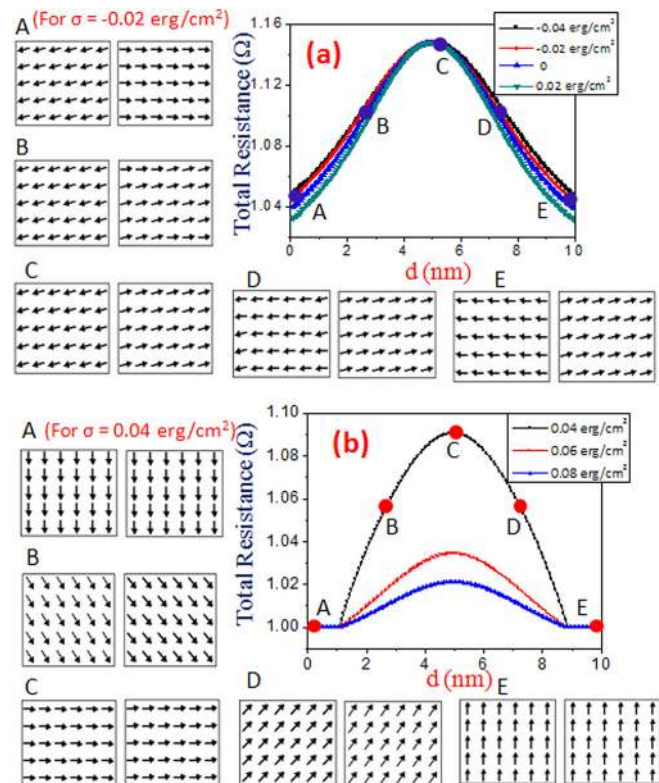 A (For σ = -0.02 erg/cm²)
B
C
Total Resistance (Ω)
1.16
1.12
1.08
1.04
(a)
-0.04 erg/cm²
-0.02 erg/cm²
0
0.02 erg/cm²
C
B
D
A
E
0 2 4 6 8 10
d (nm)
D
E
A (For σ = 0.04 erg/cm²)
B
C
Total Resistance (Ω)
1.10
1.08
1.06
1.04
1.02
1.00
(b)
0.04 erg/cm²
0.06 erg/cm²
0.08 erg/cm²
C
B
D
A
E
0 2 4 6 8 10
d (nm)
D
E